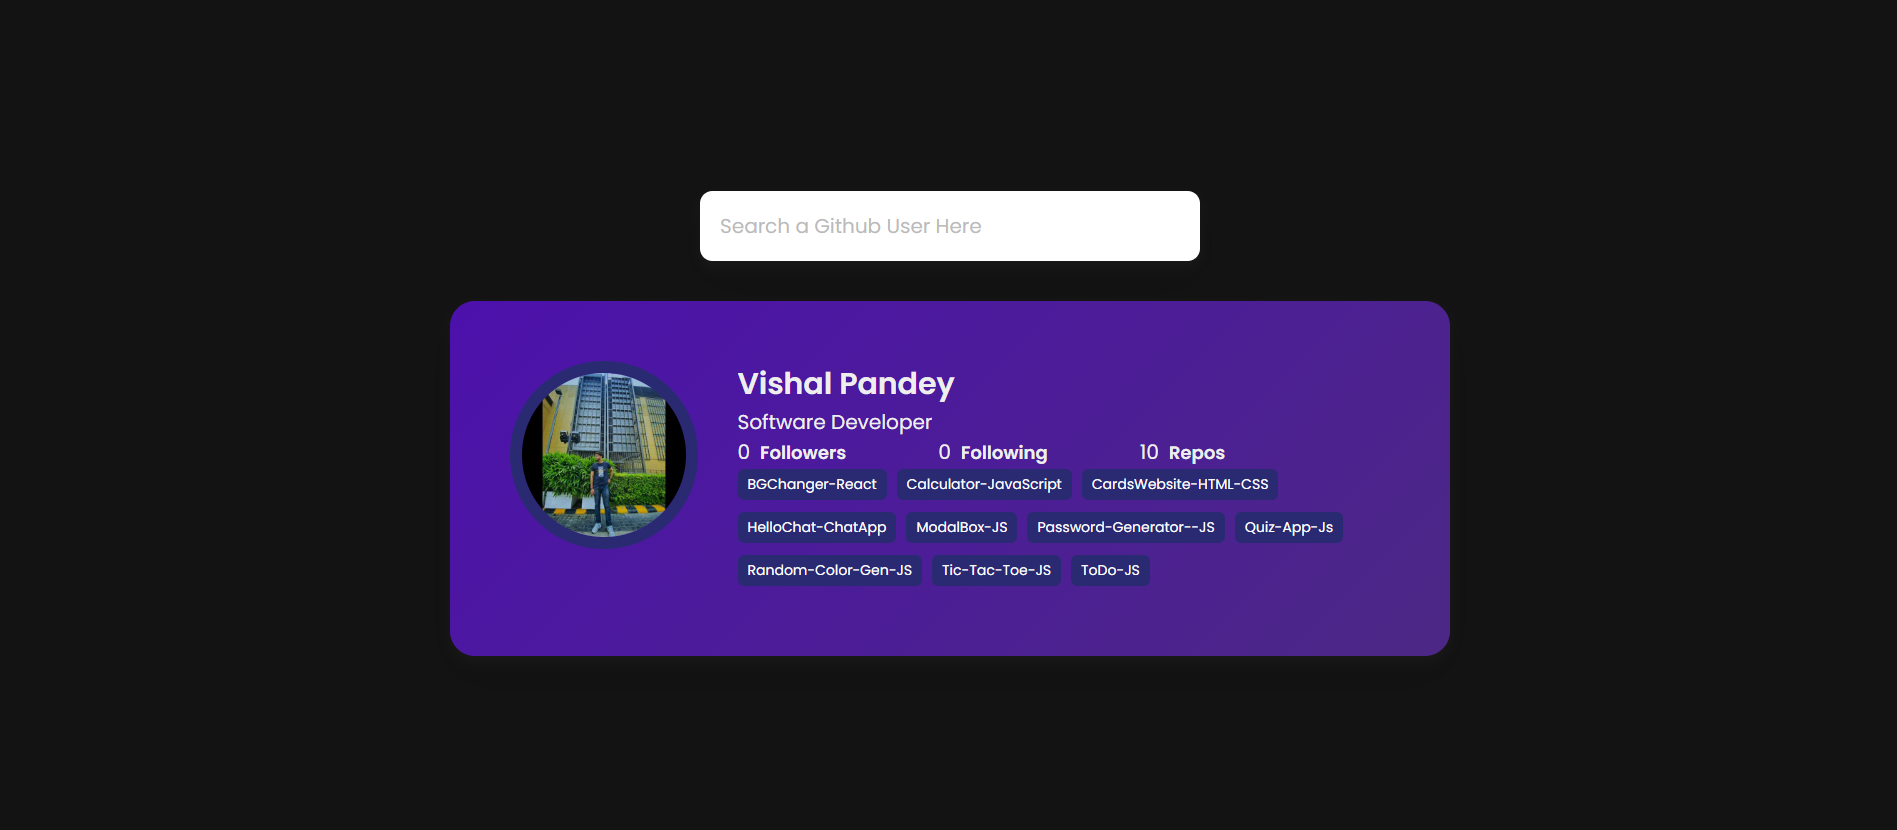 Search a Github User Here
Vishal Pandey
Software Developer
0 Followers 0 Following 10 Repos
BGChanger-React Calculator-JavaScript CardsWebsite-HTML-CSS
HelloChat-ChatApp ModalBox-JS Password-Generator--JS Quiz-App-Js
Random-Color-Gen-JS Tic-Tac-Toe-JS ToDo-JS